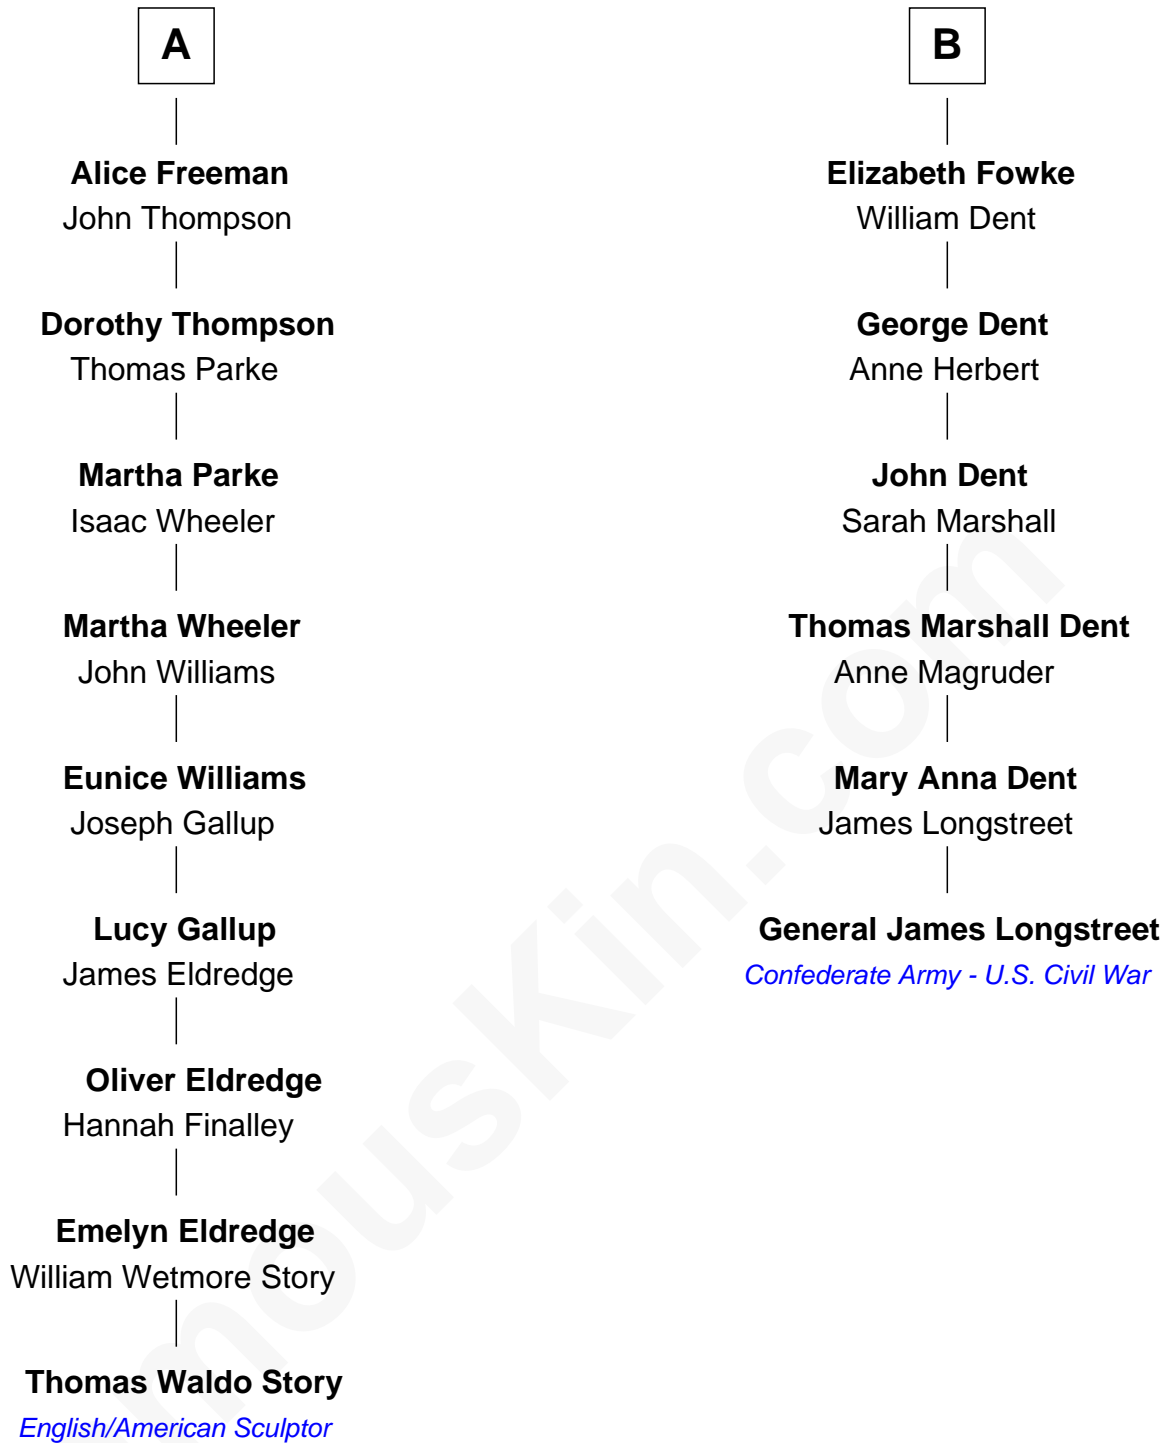 A
Alice Freeman
John Thompson
Dorothy Thompson
Thomas Parke
Martha Parke
Isaac Wheeler
Martha Wheeler
John Williams
Eunice Williams
Joseph Gallup
Lucy Gallup
James Eldredge
Oliver Eldredge
Hannah Finalley
Emelyn Eldredge
William Wetmore Story
Thomas Waldo Story
English/American Sculptor
B
Elizabeth Fowke
William Dent
George Dent
Anne Herbert
John Dent
Sarah Marshall
Thomas Marshall Dent
Anne Magruder
Mary Anna Dent
James Longstreet
General James Longstreet
Confederate Army - U.S. Civil War
mousKin.com